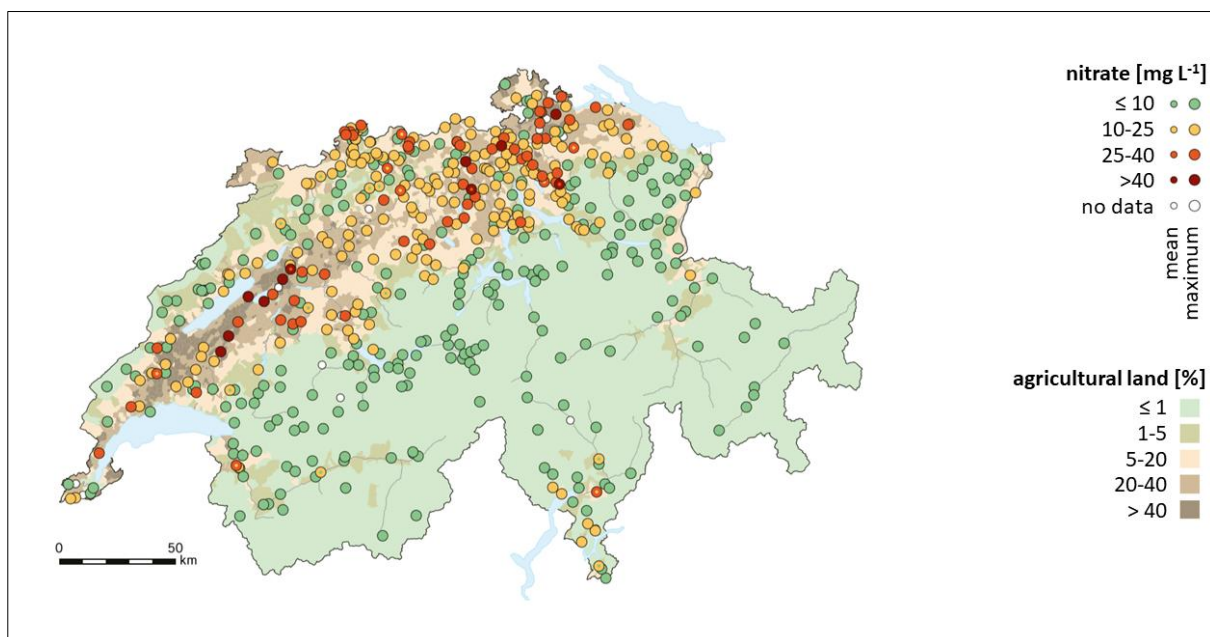 nitrate [mg L-1]
≤ 10
10-25
25-40
>40
no data
mean
maximum
agricultural land [%]
≤ 1
1-5
5-20
20-40
> 40
0 50
km